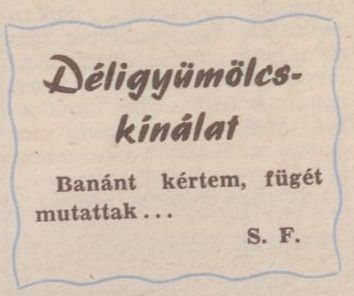 Déligyümölcs-
kínálat
Banánt kértem, fügét
mutattak...
S. F.